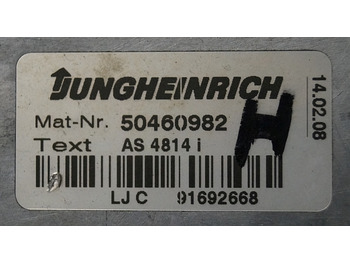 JUNGHEINRICH
Mat-Nr. 50460982
Text AS 4814 i
LJ C 91692668
14.02.08
H